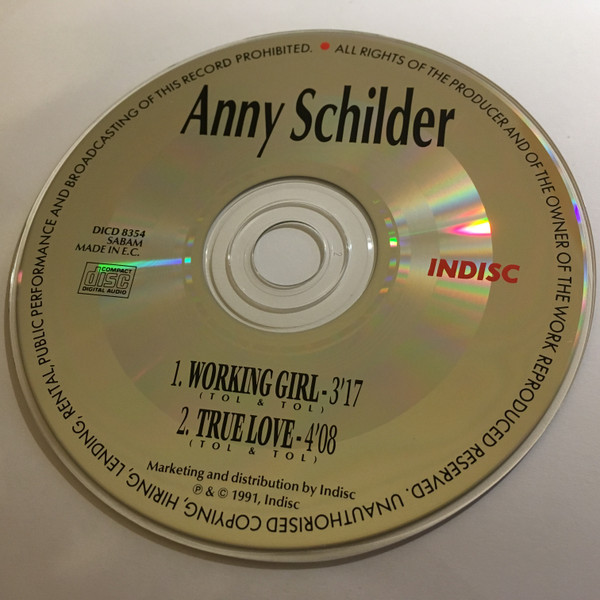 ALL RIGHTS OF THE PRODUCER AND OF THE OWNER OF THE WORK REPRODUCED RESERVED. UNAUTHORISED COPYING, HIRING, LENDING, RENTAL, PUBLIC PERFORMANCE AND BROADCASTING OF THIS RECORD PROHIBITED.
Anny Schilder
DICD 8354
SABAM
MADE IN E.C.
COMPACT
disc
DIGITAL AUDIO
INDISC
1. WORKING GIRL - 3'17
(TOL & TOL)
2. TRUE LOVE - 4'08
(TOL & TOL)
Marketing and distribution by Indisc
℗ & © 1991, Indisc